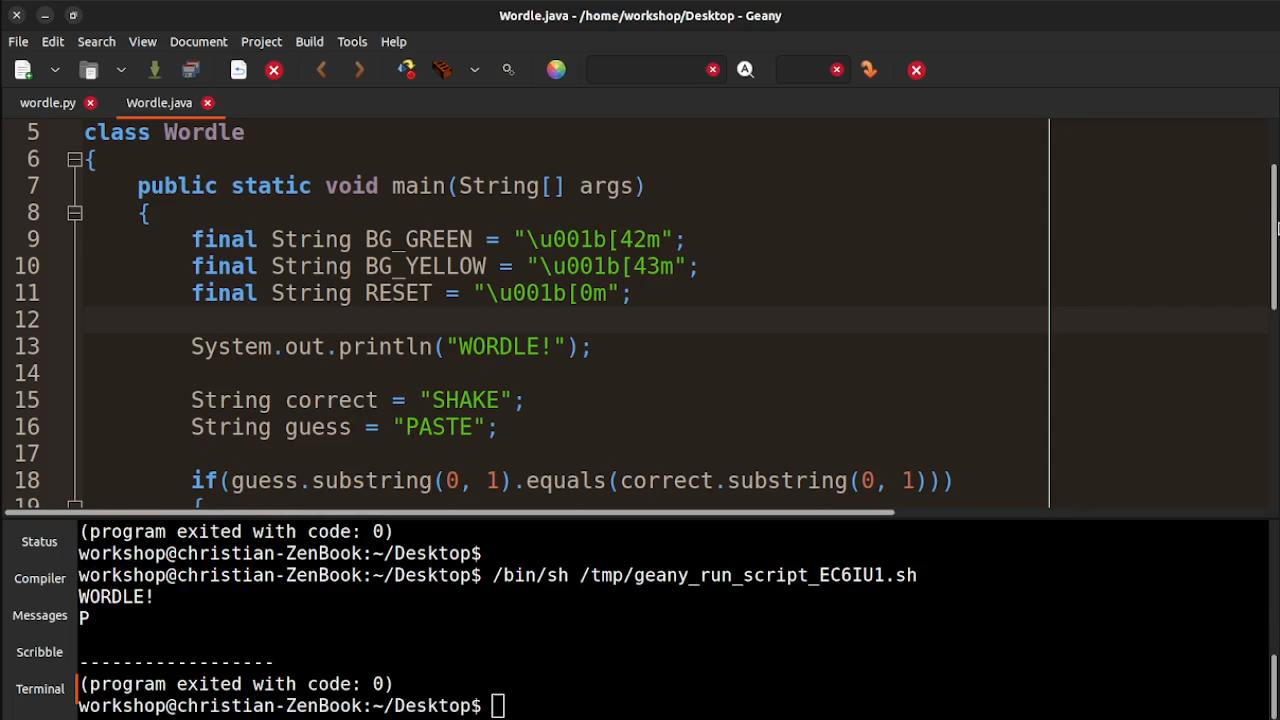 Wordle.java - /home/workshop/Desktop - Geany
File Edit Search View Document Project Build Tools Help
wordle.py Wordle.java
5 class Wordle
6 {
7 public static void main(String[] args)
8 {
9 final String BG_GREEN = "\u001b[42m";
10 final String BG_YELLOW = "\u001b[43m";
11 final String RESET = "\u001b[0m";
12
13 System.out.println("WORDLE!");
14
15 String correct = "SHAKE";
16 String guess = "PASTE";
17
18 if(guess.substring(0, 1).equals(correct.substring(0, 1)))
19 {
Status
Compiler
Messages
Scribble
Terminal
(program exited with code: 0)
workshop@christian-ZenBook:~/Desktop$
workshop@christian-ZenBook:~/Desktop$ /bin/sh /tmp/geany_run_script_EC6IU1.sh
WORDLE!
P
------------------
(program exited with code: 0)
workshop@christian-ZenBook:~/Desktop$